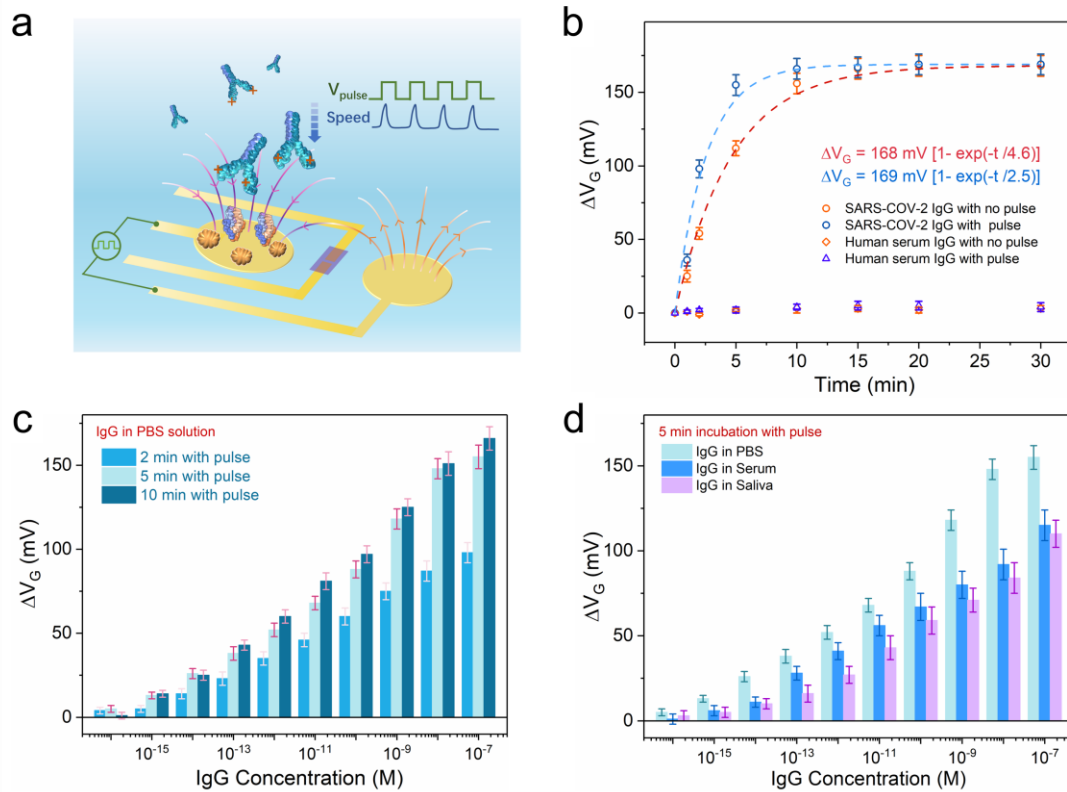 a
V_pulse
Speed
b
ΔV_G (mV)
150
100
50
0
ΔV_G = 168 mV [1- exp(-t /4.6)]
ΔV_G = 169 mV [1- exp(-t /2.5)]
SARS-COV-2 IgG with no pulse
SARS-COV-2 IgG with pulse
Human serum IgG with no pulse
Human serum IgG with pulse
0 5 10 15 20 25 30
Time (min)
c
IgG in PBS solution
2 min with pulse
5 min with pulse
10 min with pulse
ΔV_G (mV)
150
100
50
0
10⁻¹⁵ 10⁻¹³ 10⁻¹¹ 10⁻⁹ 10⁻⁷
IgG Concentration (M)
d
5 min incubation with pulse
IgG in PBS
IgG in Serum
IgG in Saliva
ΔV_G (mV)
150
100
50
0
10⁻¹⁵ 10⁻¹³ 10⁻¹¹ 10⁻⁹ 10⁻⁷
IgG Concentration (M)